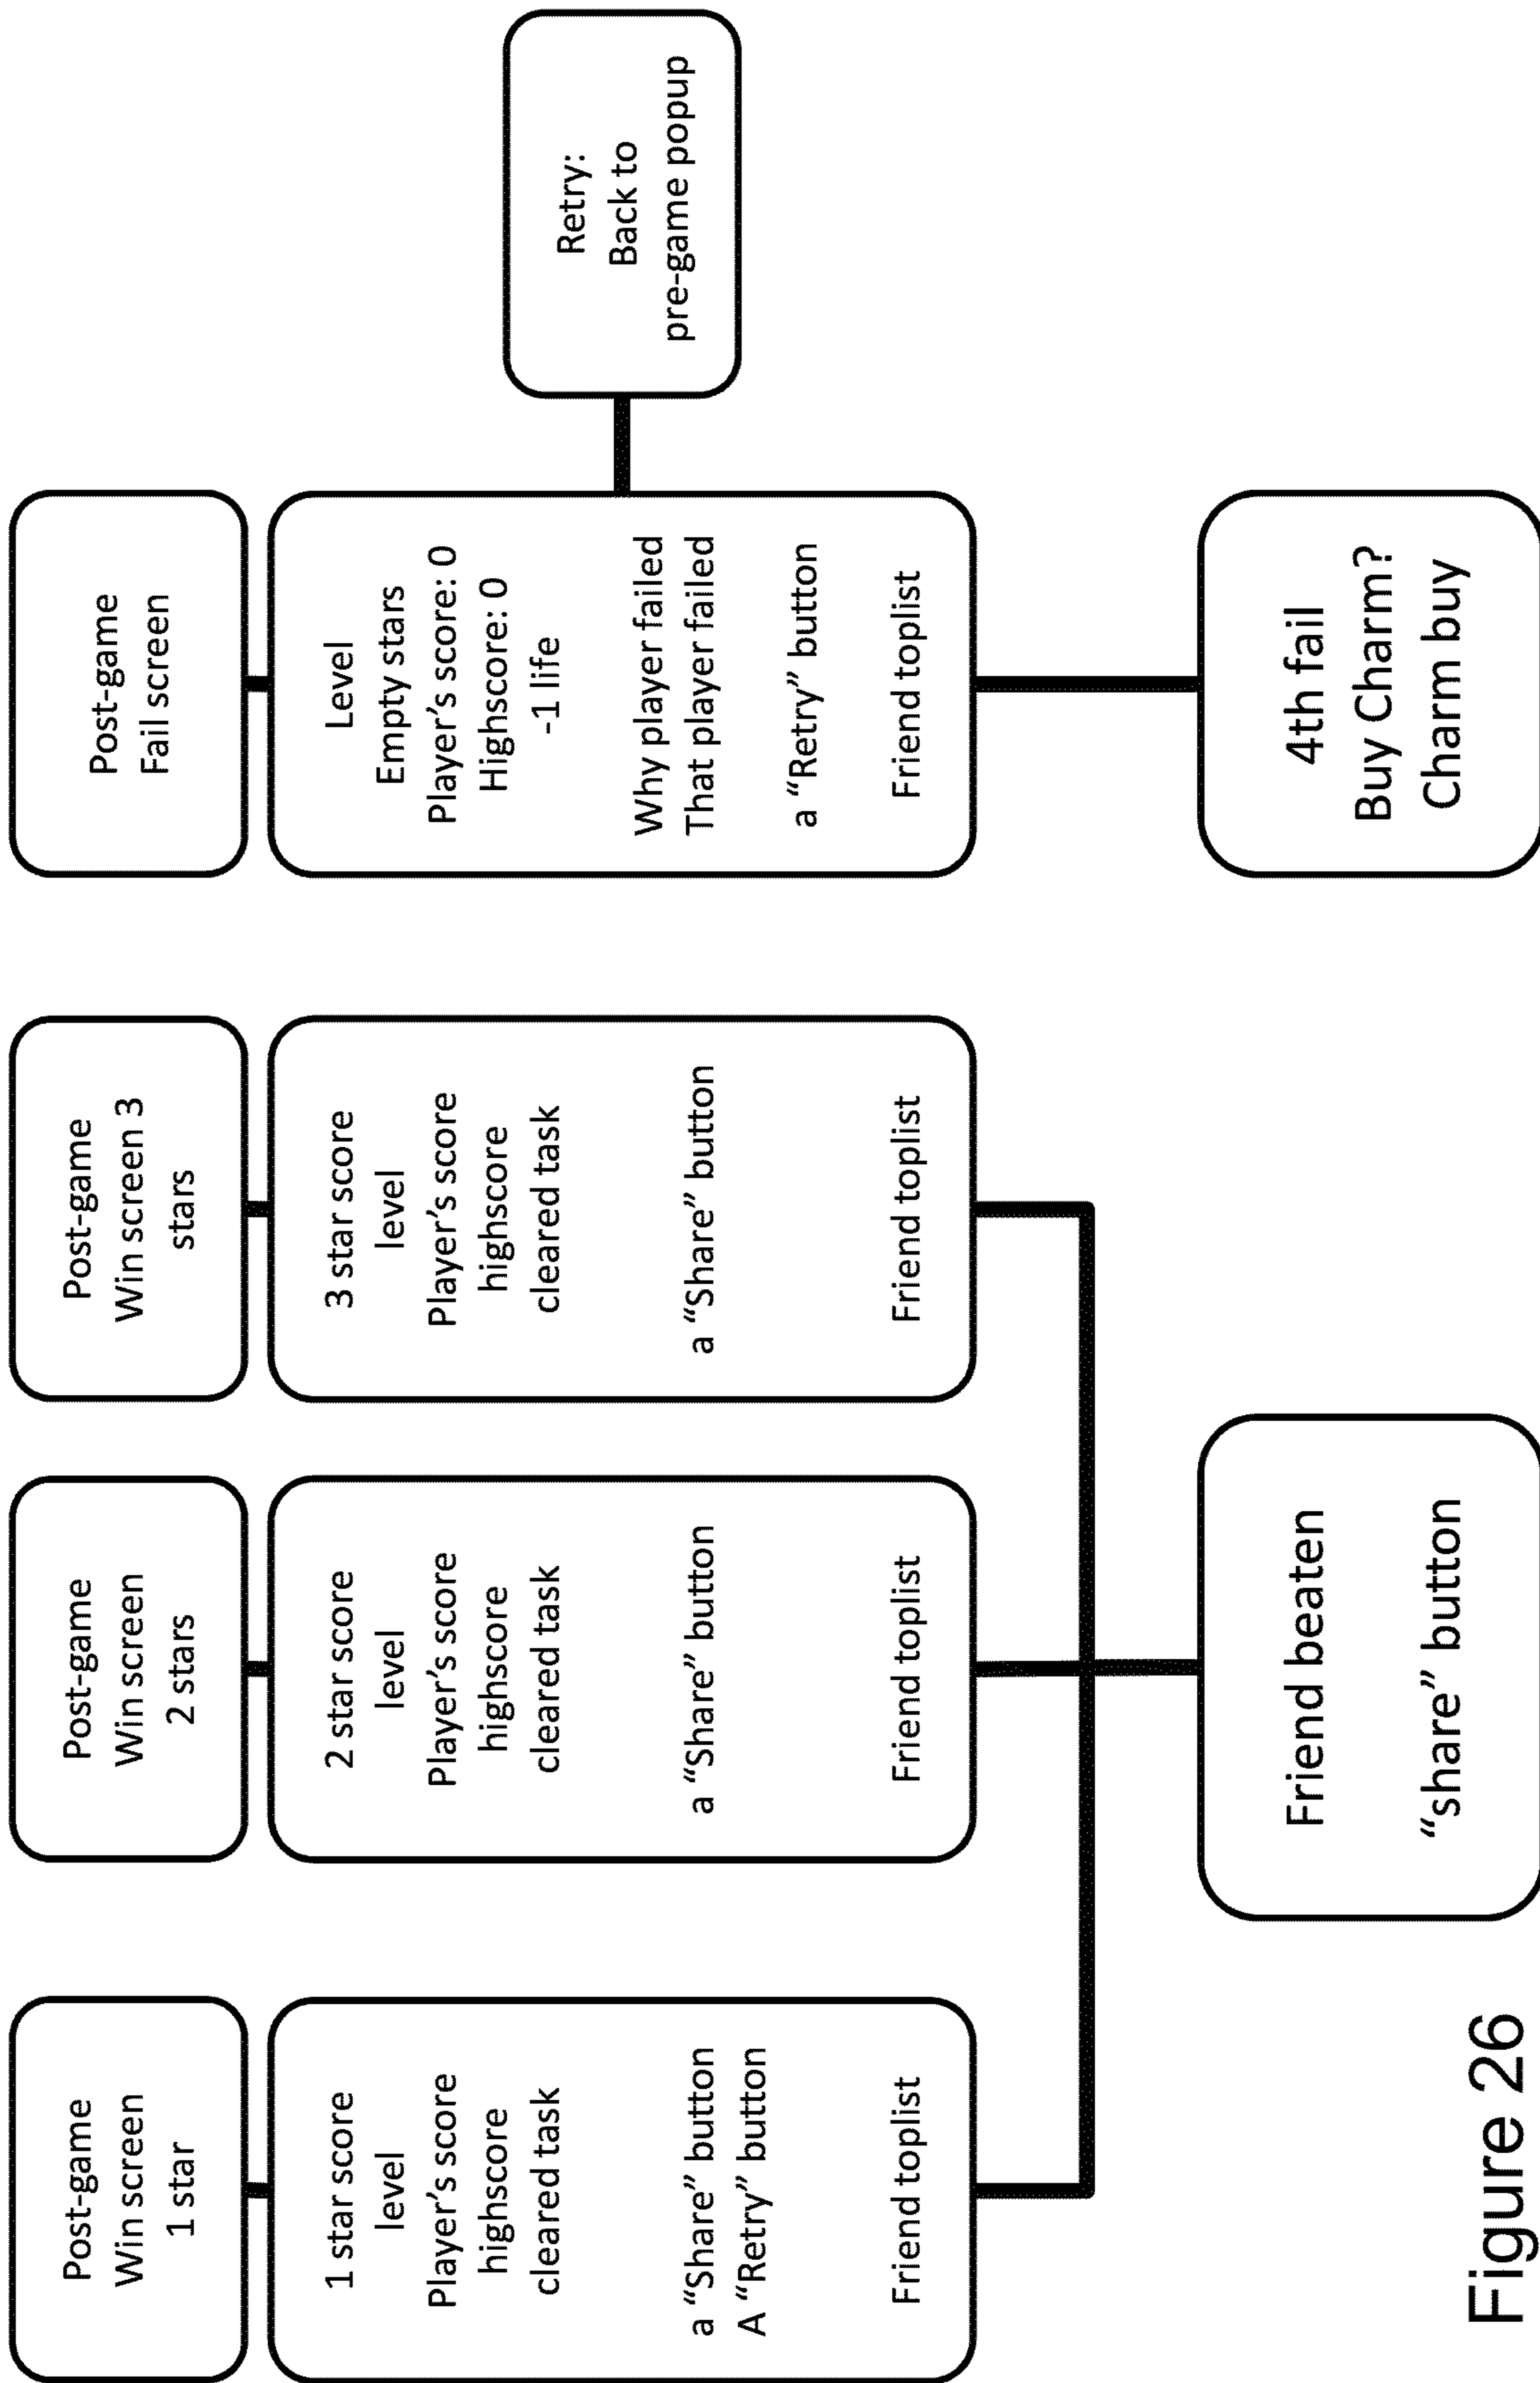 Post-game
Win screen
1 star
1 star score
level
Player's score
highscore
cleared task
a “Share” button
A “Retry” button
Friend toplist
Post-game
Win screen
2 stars
2 star score
level
Player's score
highscore
cleared task
a “Share” button
Friend toplist
Post-game
Win screen 3
stars
3 star score
level
Player's score
highscore
cleared task
a “Share” button
Friend toplist
Friend beaten
“share” button
Post-game
Fail screen
Level
Empty stars
Player's score: 0
Highscore: 0
-1 life
Why player failed
That player failed
a “Retry” button
Friend toplist
Retry:
Back to
pre-game popup
4th fail
Buy Charm?
Charm buy
Figure 26